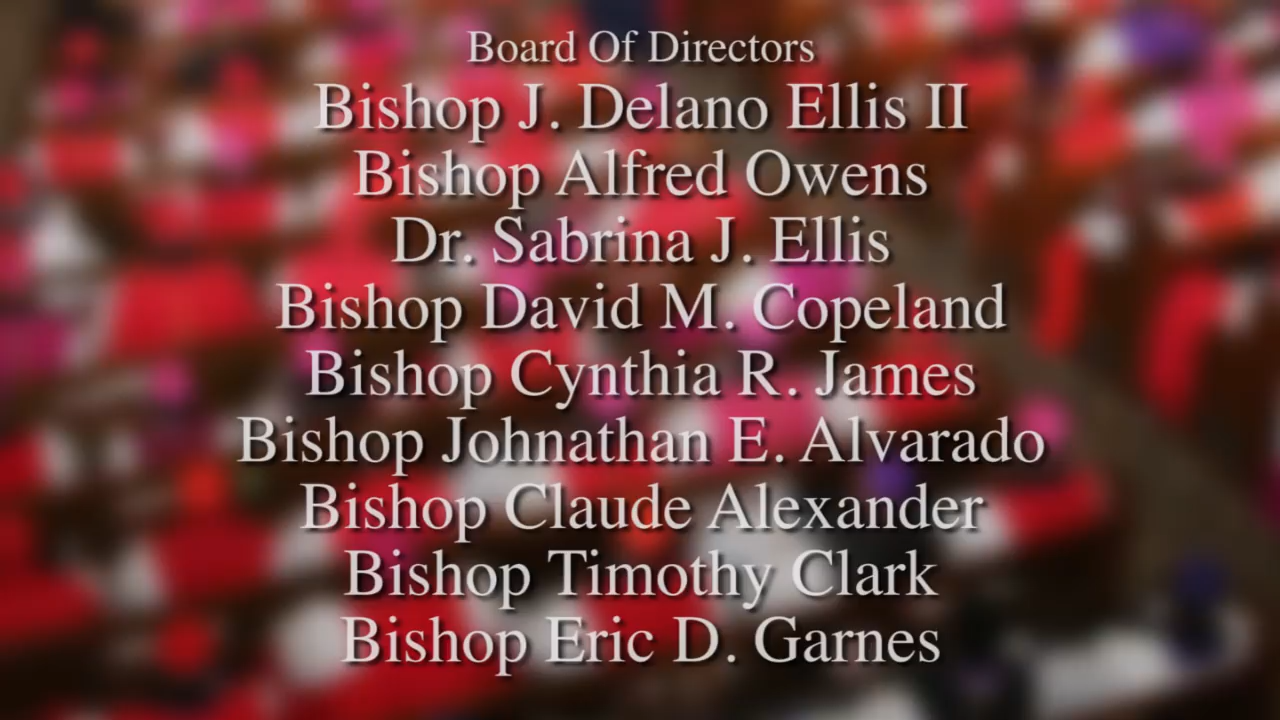 Board Of Directors
Bishop J. Delano Ellis II
Bishop Alfred Owens
Dr. Sabrina J. Ellis
Bishop David M. Copeland
Bishop Cynthia R. James
Bishop Johnathan E. Alvarado
Bishop Claude Alexander
Bishop Timothy Clark
Bishop Eric D. Garnes